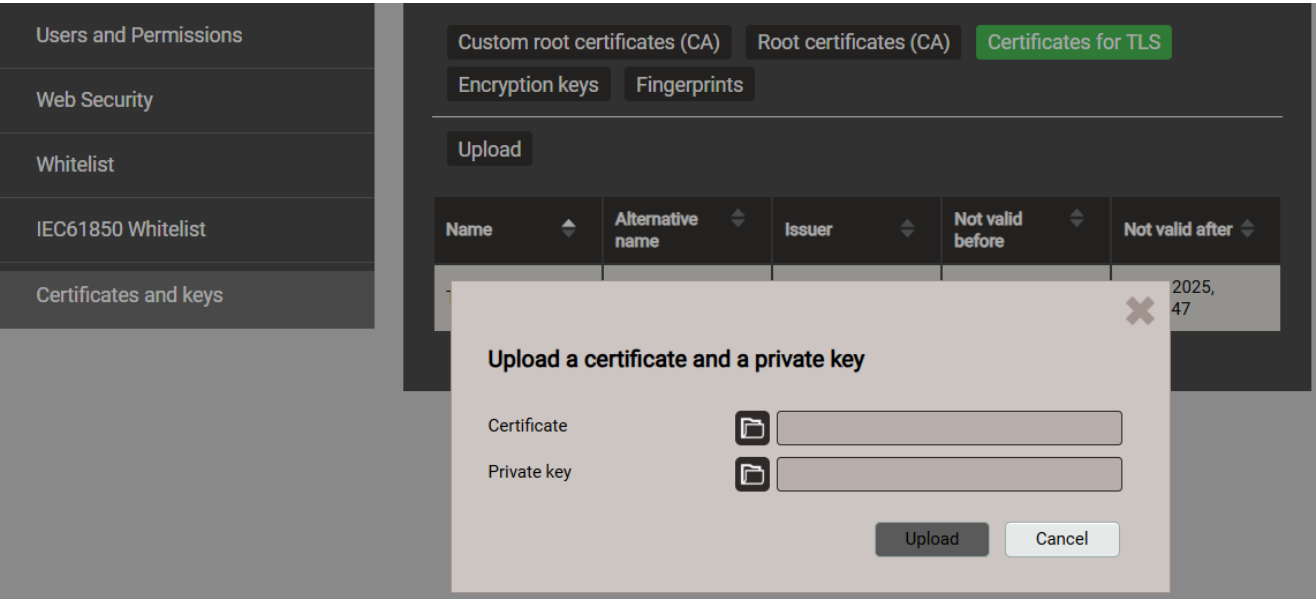 Users and Permissions
Web Security
Whitelist
IEC61850 Whitelist
Certificates and keys
Custom root certificates (CA) Root certificates (CA) Certificates for TLS
Encryption keys Fingerprints
Upload
Name Alternative name Issuer Not valid before Not valid after
2025,
47
Upload a certificate and a private key
Certificate
Private key
Upload Cancel